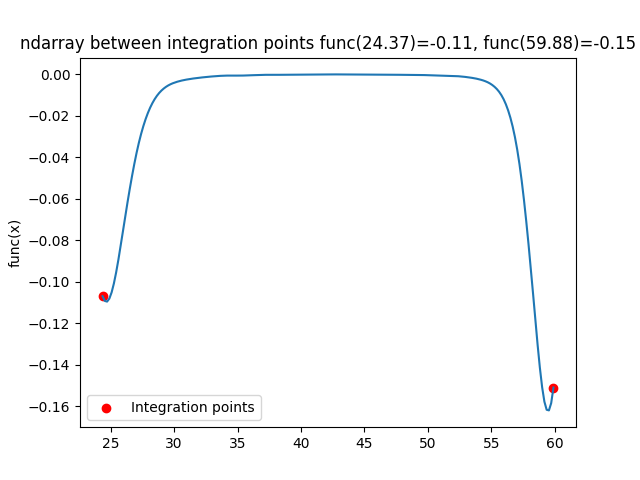 ndarray between integration points func(24.37)=-0.11, func(59.88)=-0.15
func(x)
0.00
−0.02
−0.04
−0.06
−0.08
−0.10
−0.12
−0.14
−0.16
Integration points
25 30 35 40 45 50 55 60